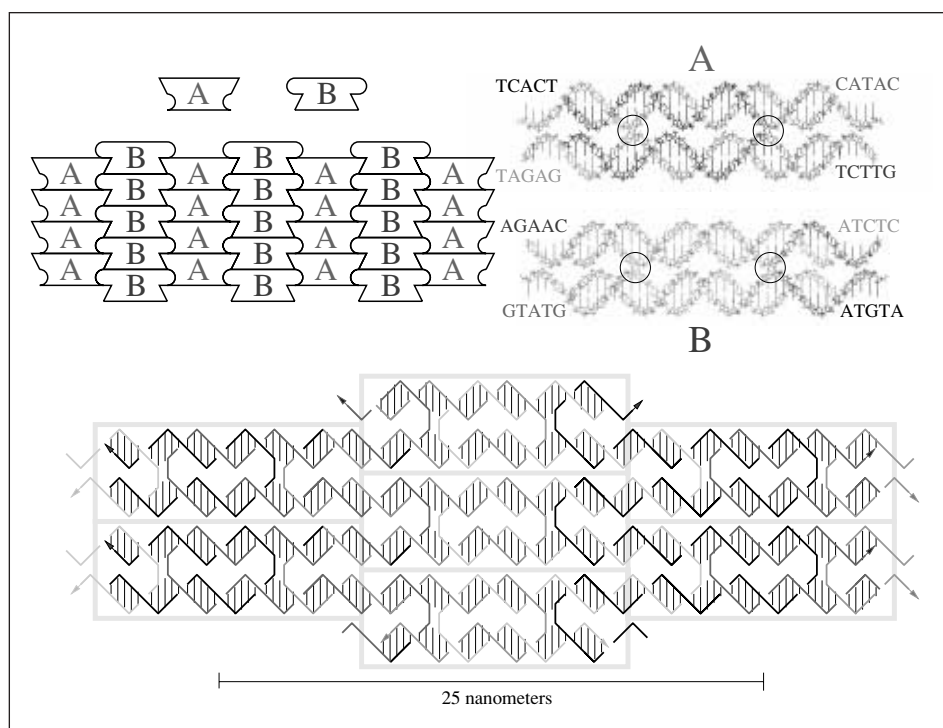 A B
B B B
A A A A
B B B
A A A A
B B B
A A A A
B B B
A A A A
B B B
A
TCACT CATAC
TAGAG TCTTG
AGAAC ATCTC
GTATG ATGTA
B
25 nanometers